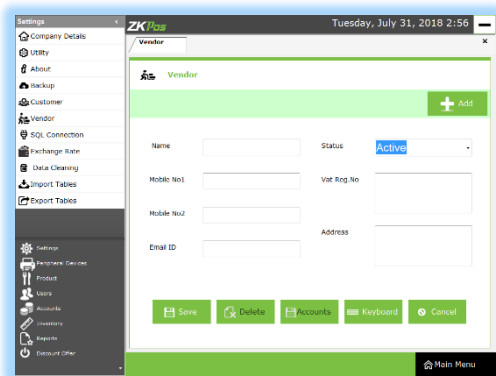 Settings
Company Details
Utility
About
Backup
Customer
Vendor
SQL Connection
Exchange Rate
Data Cleaning
Import Tables
Export Tables
Settings
Peripheral Devices
Product
Users
Accounts
Inventory
Reports
Discount Offer
ZKPos
Tuesday, July 31, 2018 2:56
Vendor
Vendor
Add
Name
Status
Active
Mobile No1
Vat Reg.No
Mobile No2
Address
Email ID
Save
Delete
Accounts
Keyboard
Cancel
Main Menu